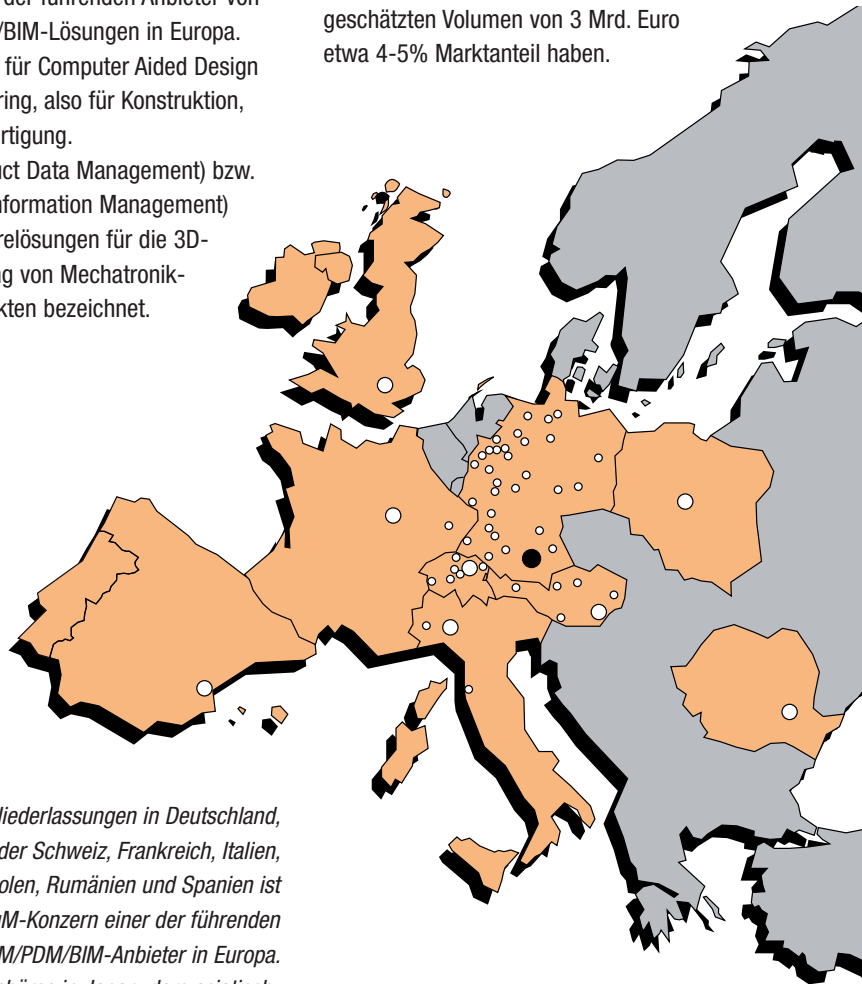 der führenden Anbieter von
/BIM-Lösungen in Europa.
für Computer Aided Design
ring, also für Konstruktion,
rtigung.
uct Data Management) bzw.
nformation Management)
relösungen für die 3D-
ng von Mechatronik-
kten bezeichnet.
geschätzten Volumen von 3 Mrd. Euro
etwa 4-5% Marktanteil haben.
Niederlassungen in Deutschland,
der Schweiz, Frankreich, Italien,
olen, Rumänien und Spanien ist
M-Konzern einer der führenden
M/PDM/BIM-Anbieter in Europa.